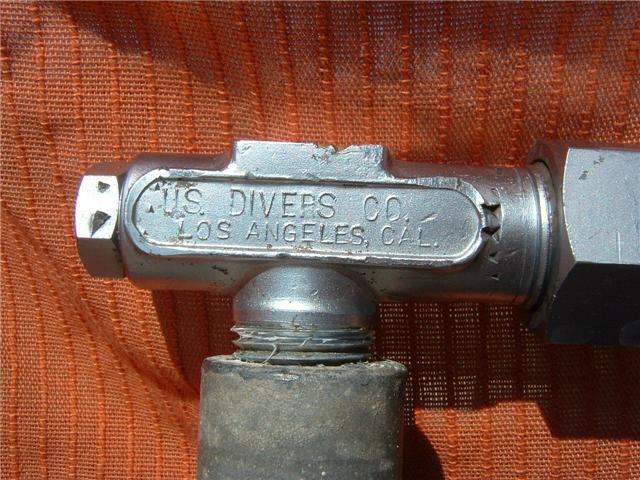 U.S. DIVERS CO.
LOS ANGELES, CAL.